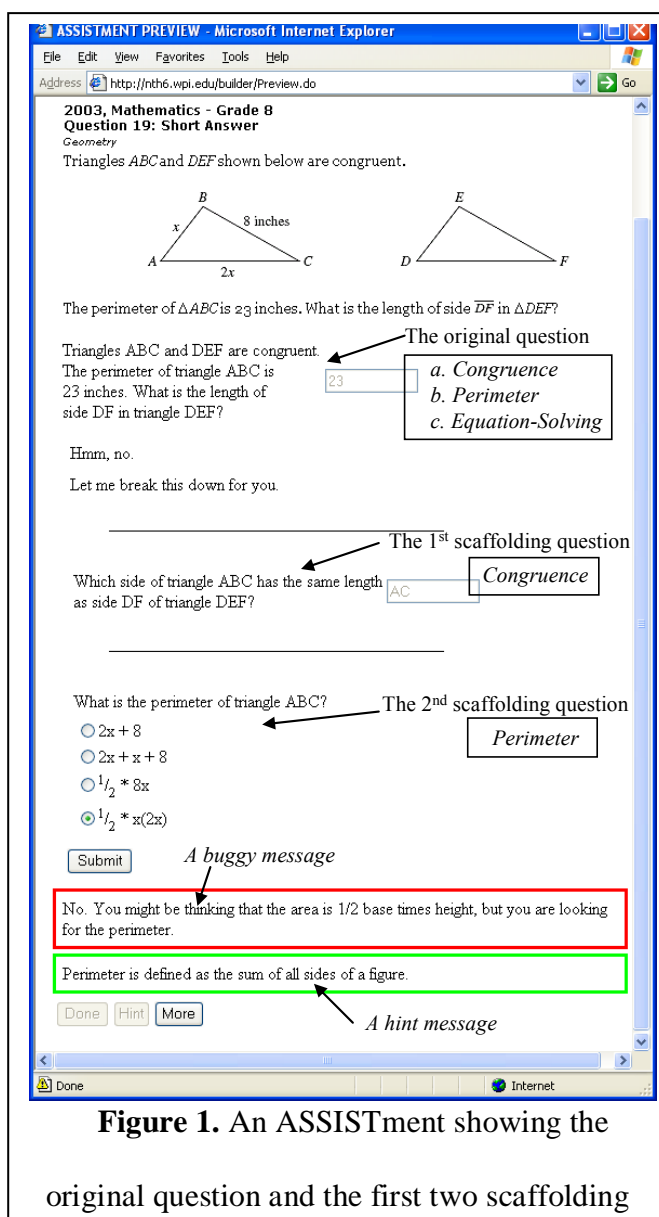 ASSISTMENT PREVIEW - Microsoft Internet Explorer
File Edit View Favorites Tools Help
Address http://nth6.wpi.edu/builder/Preview.do Go
2003, Mathematics - Grade 8
Question 19: Short Answer
Geometry
Triangles ABC and DEF shown below are congruent.
B
E
x
8 inches
A
C
D
F
2x
The perimeter of ΔABC is 23 inches. What is the length of side DF in ΔDEF?
The original question
Triangles ABC and DEF are congruent.
The perimeter of triangle ABC is
23 inches. What is the length of
side DF in triangle DEF?
23
a. Congruence
b. Perimeter
c. Equation-Solving
Hmm, no.
Let me break this down for you.
The 1st scaffolding question
Which side of triangle ABC has the same length
as side DF of triangle DEF?
AC
Congruence
What is the perimeter of triangle ABC?
The 2nd scaffolding question
Perimeter
2x + 8
2x + x + 8
1/2 * 8x
1/2 * x(2x)
Submit
A buggy message
No. You might be thinking that the area is 1/2 base times height, but you are looking
for the perimeter.
Perimeter is defined as the sum of all sides of a figure.
Done Hint More
A hint message
Done Internet
Figure 1. An ASSISTment showing the
original question and the first two scaffolding